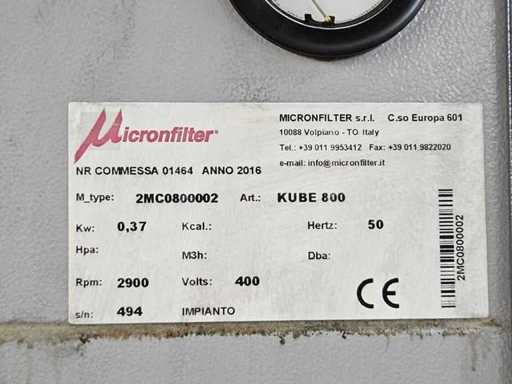 Micronfilter®
MICRONFILTER s.r.l. C.so Europa 601
10088 Volpiano - TO Italy
Tel.: +39 011 9953412 Fax: +39 011 9822020
e-mail: info@micronfilter.it
NR COMMESSA 01464 ANNO 2016
M_type: 2MC0800002 Art.: KUBE 800
Kw: 0,37 Kcal.: Hertz: 50
Hpa: M3h: Dba:
Rpm: 2900 Volts: 400 CE
s/n: 494 IMPIANTO
2MC0800002